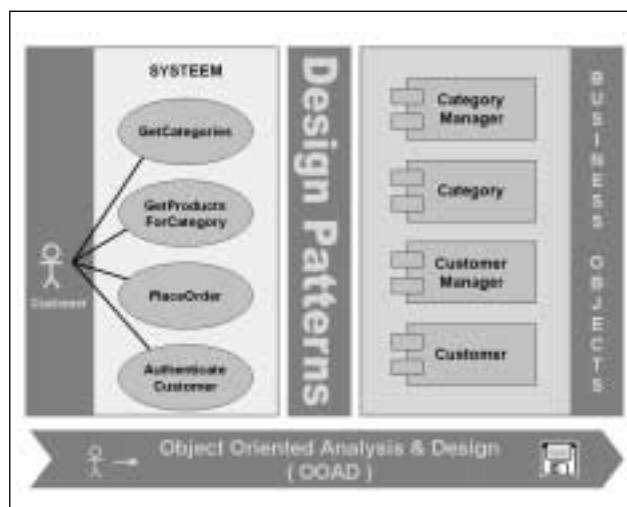 SYSTEEM
GetCategories
GetProducts
ForCategory
PlaceOrder
Authenticate
Customer
Customer
Design Patterns
Category
Manager
Category
Customer
Manager
Customer
BUSINESS OBJECTS
Object Oriented Analysis & Design
( OOAD )